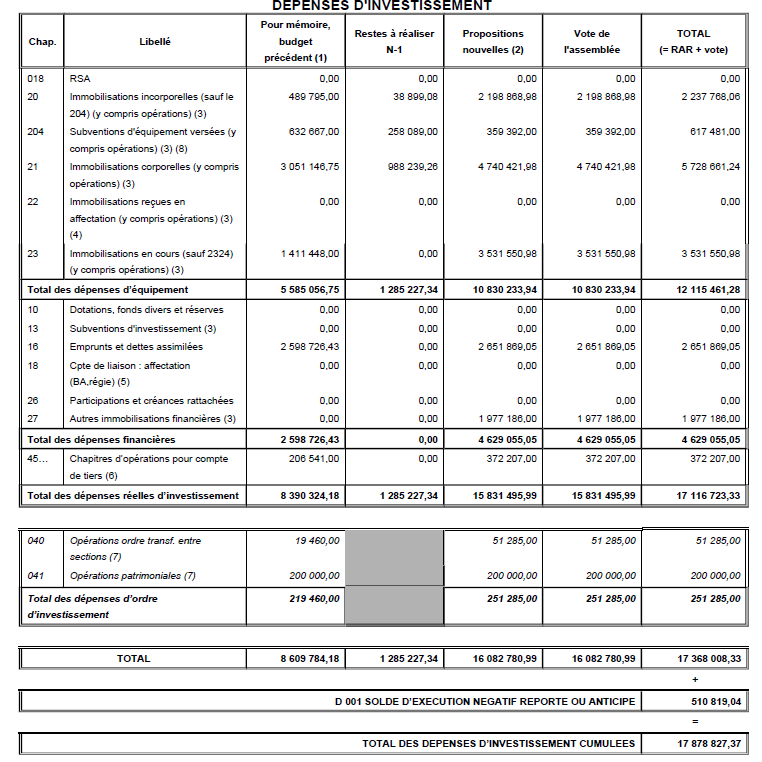 DEPENSES D'INVESTISSEMENT
Chap. Libellé Pour mémoire, budget précédent (1) Restes à réaliser N-1 Propositions nouvelles (2) Vote de l'assemblée TOTAL (= RAR + vote)
018 RSA 0,00 0,00 0,00 0,00 0,00
20 Immobilisations incorporelles (sauf le 489 795,00 38 899,08 2 198 868,98 2 198 868,98 2 237 768,06
204) (y compris opérations) (3)
204 Subventions d'équipement versées (y 632 667,00 258 089,00 359 392,00 359 392,00 617 481,00
compris opérations) (3) (8)
21 Immobilisations corporelles (y compris 3 051 146,75 988 239,26 4 740 421,98 4 740 421,98 5 728 661,24
opérations) (3)
22 Immobilisations reçues en 0,00 0,00 0,00 0,00 0,00
affectation (y compris opérations) (3)
(4)
23 Immobilisations en cours (sauf 2324) 1 411 448,00 0,00 3 531 550,98 3 531 550,98 3 531 550,98
(y compris opérations) (3)
Total des dépenses d'équipement 5 585 056,75 1 285 227,34 10 830 233,94 10 830 233,94 12 115 461,28
10 Dotations, fonds divers et réserves 0,00 0,00 0,00 0,00 0,00
13 Subventions d'investissement (3) 0,00 0,00 0,00 0,00 0,00
16 Emprunts et dettes assimilées 2 598 726,43 0,00 2 651 869,05 2 651 869,05 2 651 869,05
18 Cpte de liaison : affectation 0,00 0,00 0,00 0,00 0,00
(BA,régie) (5)
26 Participations et créances rattachées 0,00 0,00 0,00 0,00 0,00
27 Autres immobilisations financières (3) 0,00 0,00 1 977 186,00 1 977 186,00 1 977 186,00
Total des dépenses financières 2 598 726,43 0,00 4 629 055,05 4 629 055,05 4 629 055,05
45… Chapitres d'opérations pour compte 206 541,00 0,00 372 207,00 372 207,00 372 207,00
de tiers (6)
Total des dépenses réelles d'investissement 8 390 324,18 1 285 227,34 15 831 495,99 15 831 495,99 17 116 723,33
040 Opérations ordre transf. entre 19 460,00 51 285,00 51 285,00 51 285,00
sections (7)
041 Opérations patrimoniales (7) 200 000,00 200 000,00 200 000,00 200 000,00
Total des dépenses d'ordre 219 460,00 251 285,00 251 285,00 251 285,00
d'investissement
TOTAL 8 609 784,18 1 285 227,34 16 082 780,99 16 082 780,99 17 368 008,33
+
D 001 SOLDE D'EXECUTION NEGATIF REPORTE OU ANTICIPE 510 819,04
=
TOTAL DES DEPENSES D'INVESTISSEMENT CUMULEES 17 878 827,37